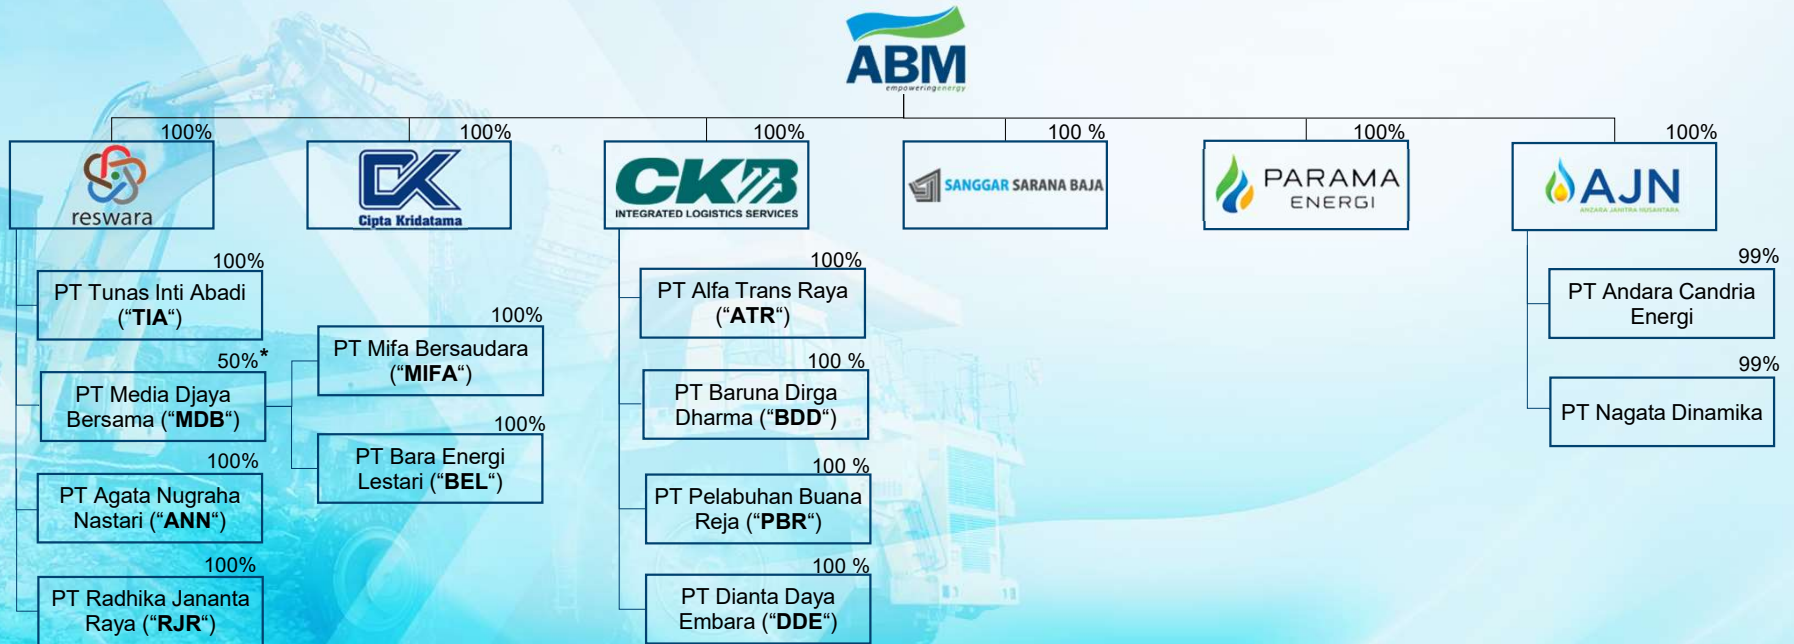 ABM
empoweringenergy
100%
100%
100%
100 %
100%
100%
reswara
CK
Cipta Kridatama
CKB
INTEGRATED LOGISTICS SERVICES
SANGGAR SARANA BAJA
PARAMA
ENERGI
AJN
ANZARA JANITRA NUSANTARA
100%
PT Tunas Inti Abadi
(“TIA“)
50%*
PT Media Djaya
Bersama (“MDB“)
100%
PT Agata Nugraha
Nastari (“ANN“)
100%
PT Radhika Jananta
Raya (“RJR“)
100%
PT Mifa Bersaudara
(“MIFA“)
100%
PT Bara Energi
Lestari (“BEL“)
100%
PT Alfa Trans Raya
(“ATR“)
100 %
PT Baruna Dirga
Dharma (“BDD“)
100 %
PT Pelabuhan Buana
Reja (“PBR“)
100 %
PT Dianta Daya
Embara (“DDE“)
99%
PT Andara Candria
Energi
99%
PT Nagata Dinamika